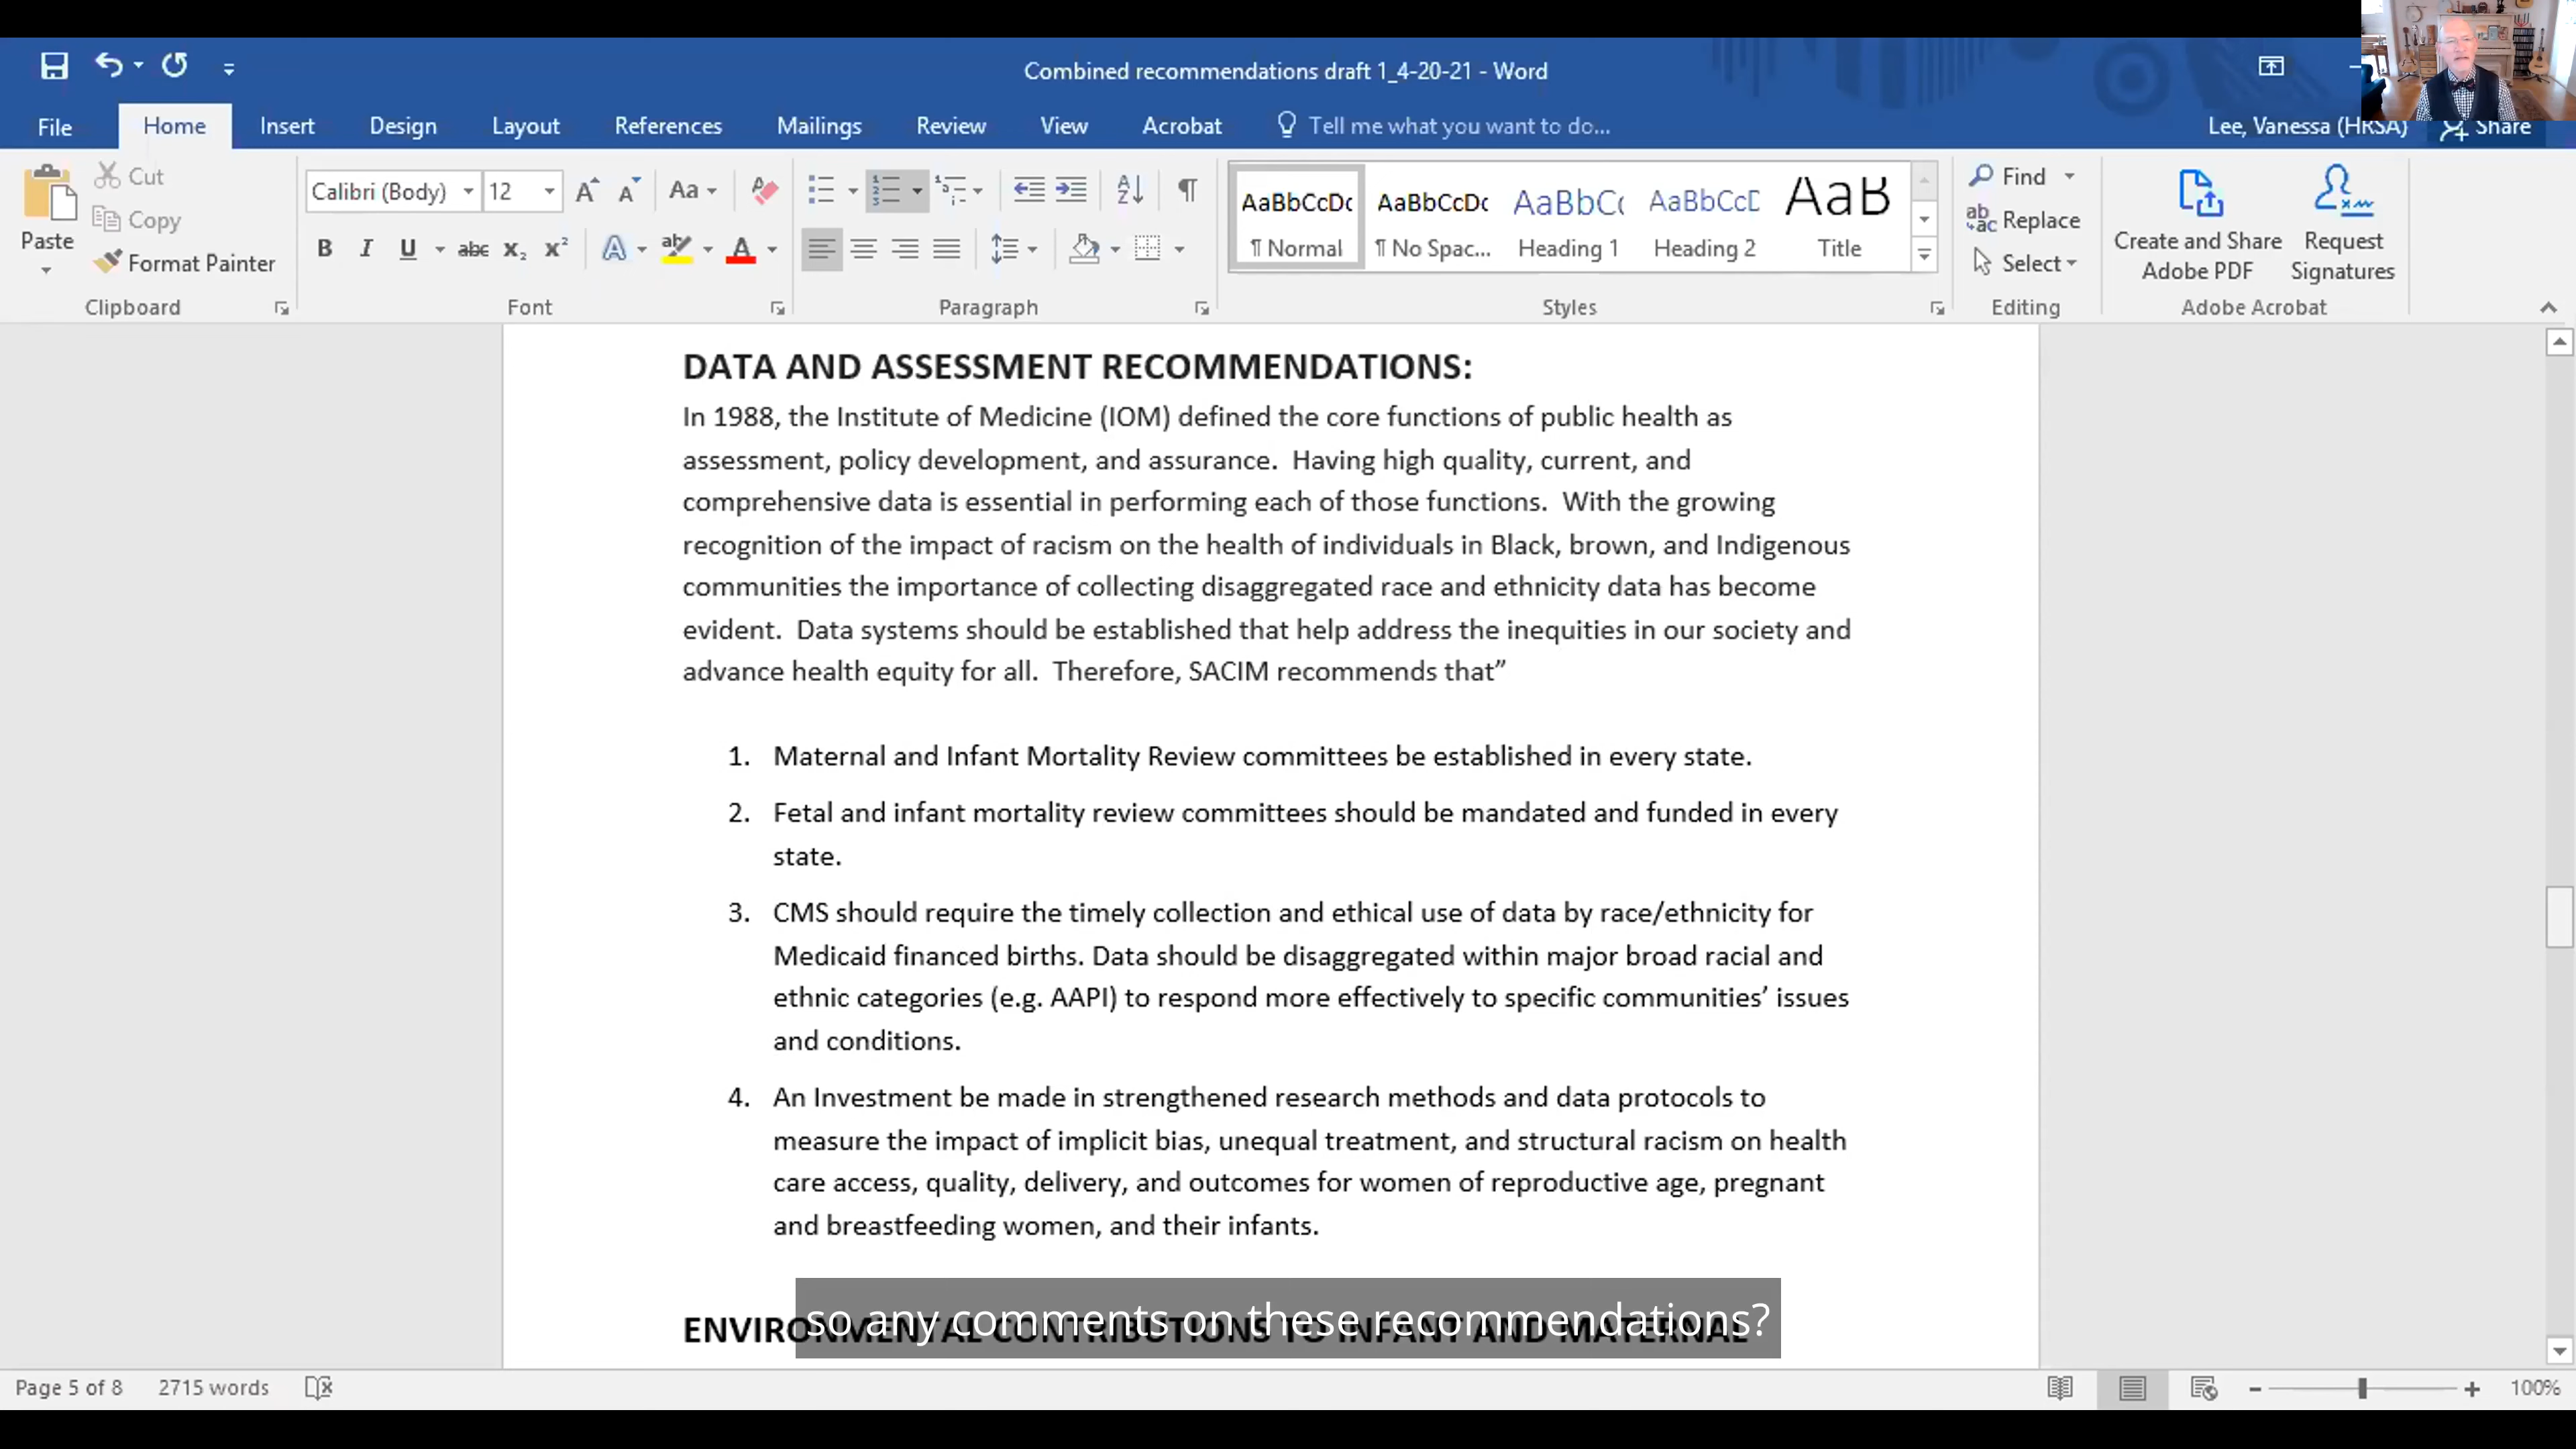 Combined recommendations draft 1_4-20-21 - Word
File Home Insert Design Layout References Mailings Review View Acrobat Tell me what you want to do... Lee, Vanessa (HRSA) Share
Paste
Cut
Copy
Format Painter
Clipboard
Calibri (Body) 12
Font
Paragraph
AaBbCcDc AaBbCcDc AaBbC AaBbCcD AaB
¶ Normal ¶ No Spac... Heading 1 Heading 2 Title
Styles
Find
Replace
Select
Editing
Create and Share
Adobe PDF
Request
Signatures
Adobe Acrobat
DATA AND ASSESSMENT RECOMMENDATIONS:
In 1988, the Institute of Medicine (IOM) defined the core functions of public health as
assessment, policy development, and assurance. Having high quality, current, and
comprehensive data is essential in performing each of those functions. With the growing
recognition of the impact of racism on the health of individuals in Black, brown, and Indigenous
communities the importance of collecting disaggregated race and ethnicity data has become
evident. Data systems should be established that help address the inequities in our society and
advance health equity for all. Therefore, SACIM recommends that”
1. Maternal and Infant Mortality Review committees be established in every state.
2. Fetal and infant mortality review committees should be mandated and funded in every
state.
3. CMS should require the timely collection and ethical use of data by race/ethnicity for
Medicaid financed births. Data should be disaggregated within major broad racial and
ethnic categories (e.g. AAPI) to respond more effectively to specific communities’ issues
and conditions.
4. An Investment be made in strengthened research methods and data protocols to
measure the impact of implicit bias, unequal treatment, and structural racism on health
care access, quality, delivery, and outcomes for women of reproductive age, pregnant
and breastfeeding women, and their infants.
ENVIRONMENTAL CONTRIBUTIONS TO INFANT AND MATERNAL
so any comments on these recommendations?
Page 5 of 8 2715 words 100%